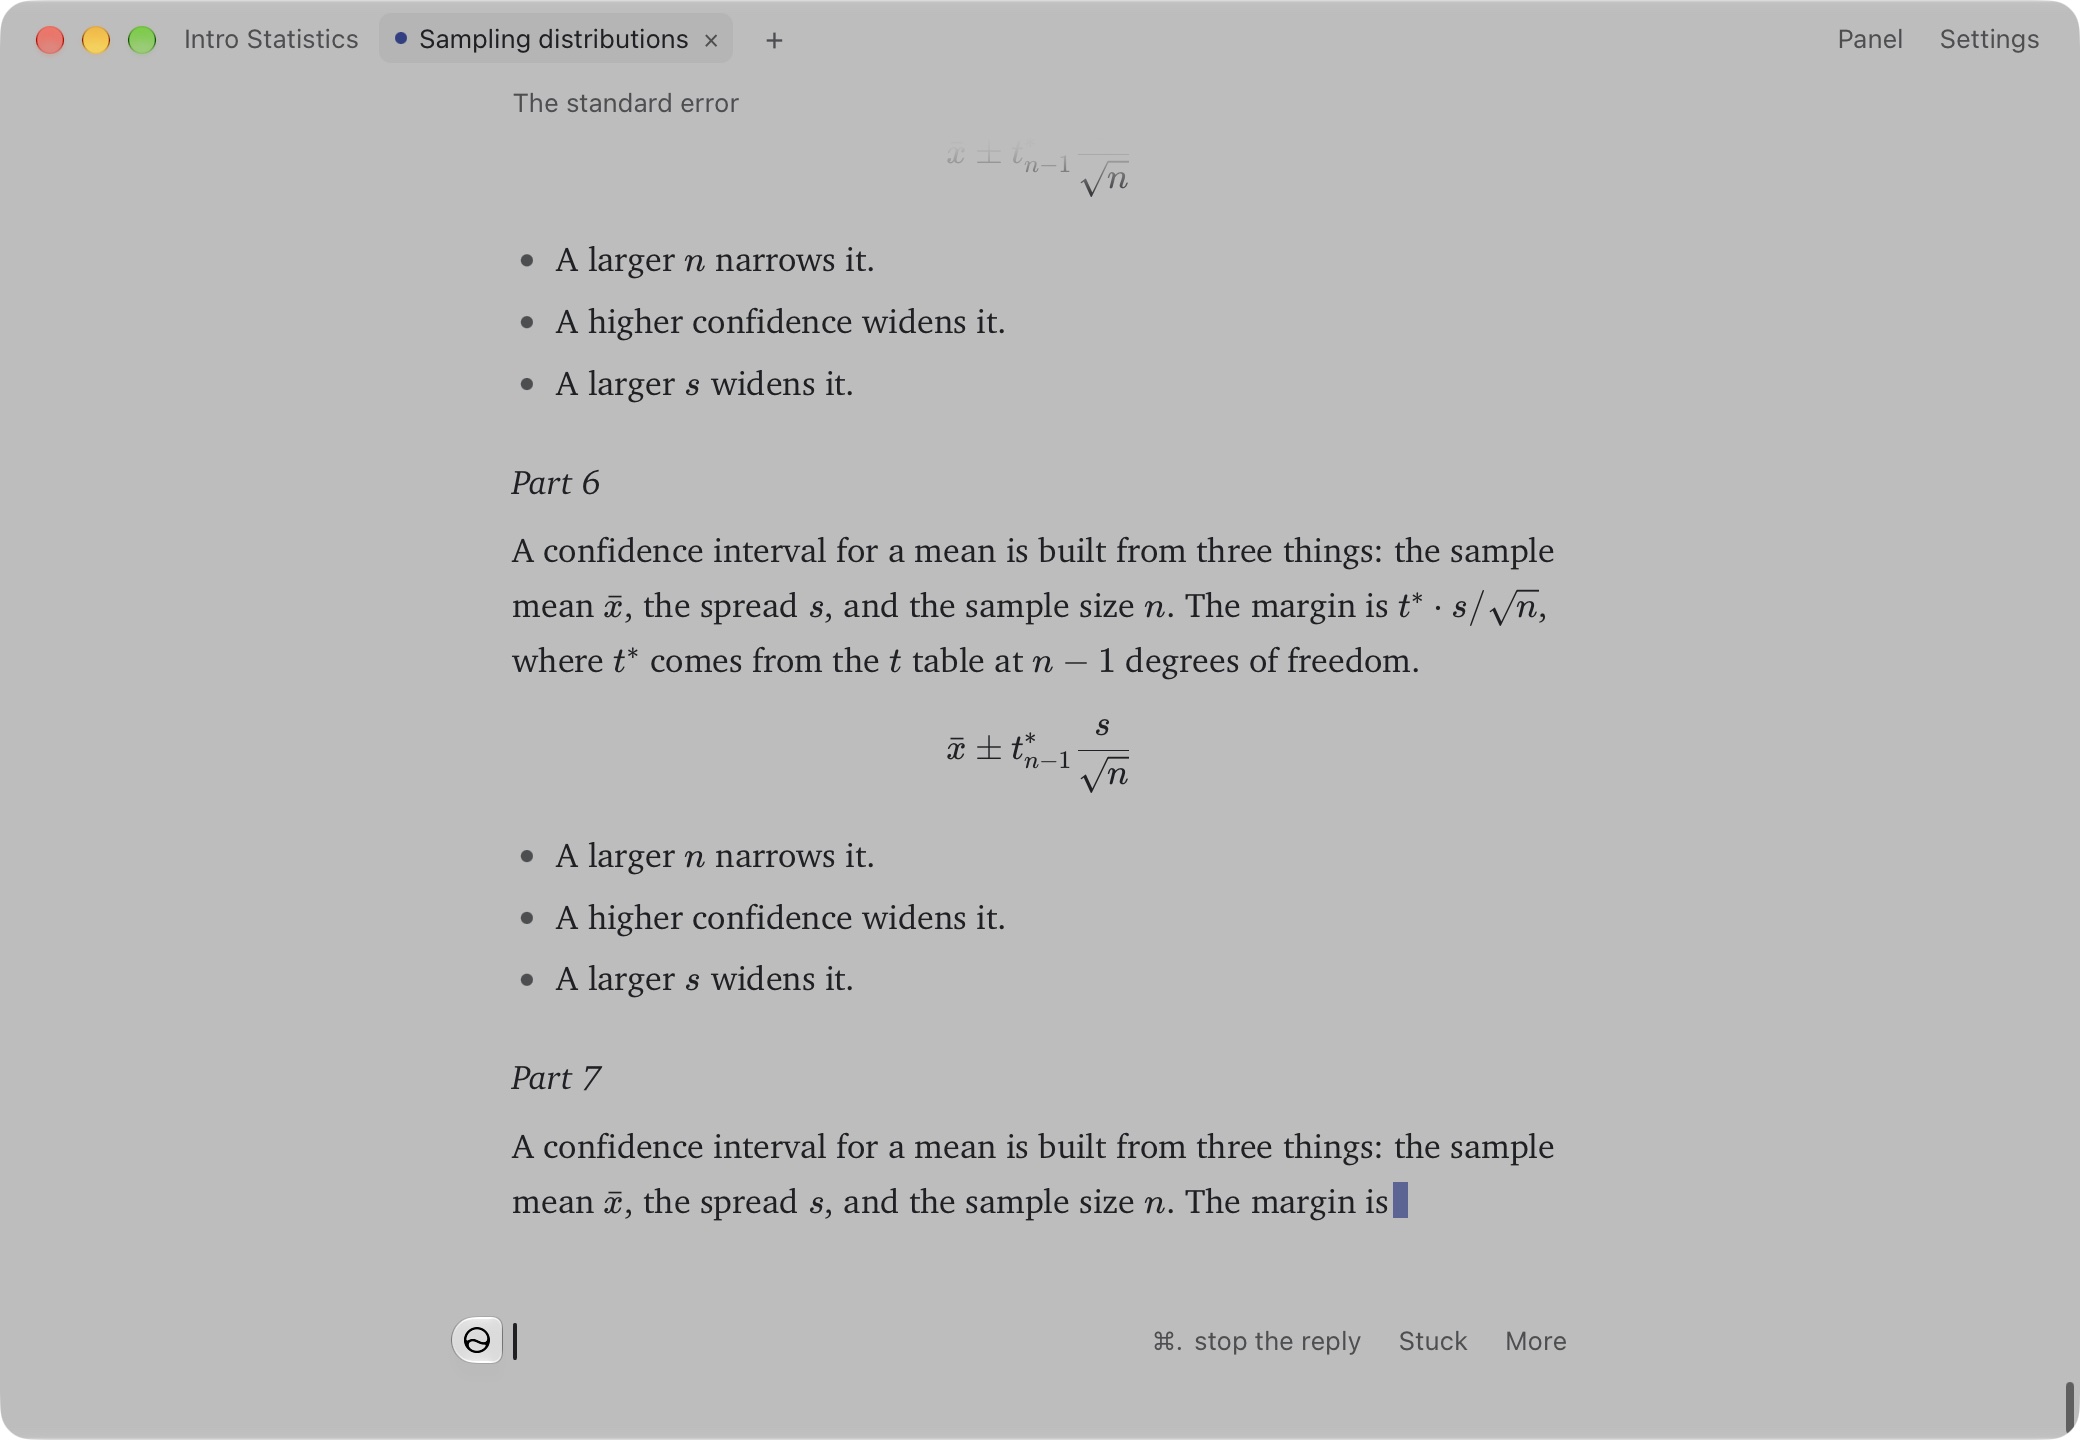 Intro Statistics
Sampling distributions ×
+
Panel
Settings
The standard error
x̄ ± t n−1 √n
• A larger n narrows it.
• A higher confidence widens it.
• A larger s widens it.
Part 6
A confidence interval for a mean is built from three things: the sample
mean x̄, the spread s, and the sample size n. The margin is t* · s/√n,
where t* comes from the t table at n − 1 degrees of freedom.
x̄ ± t*n−1 s/√n
• A larger n narrows it.
• A higher confidence widens it.
• A larger s widens it.
Part 7
A confidence interval for a mean is built from three things: the sample
mean x̄, the spread s, and the sample size n. The margin is
⌘. stop the reply
Stuck
More